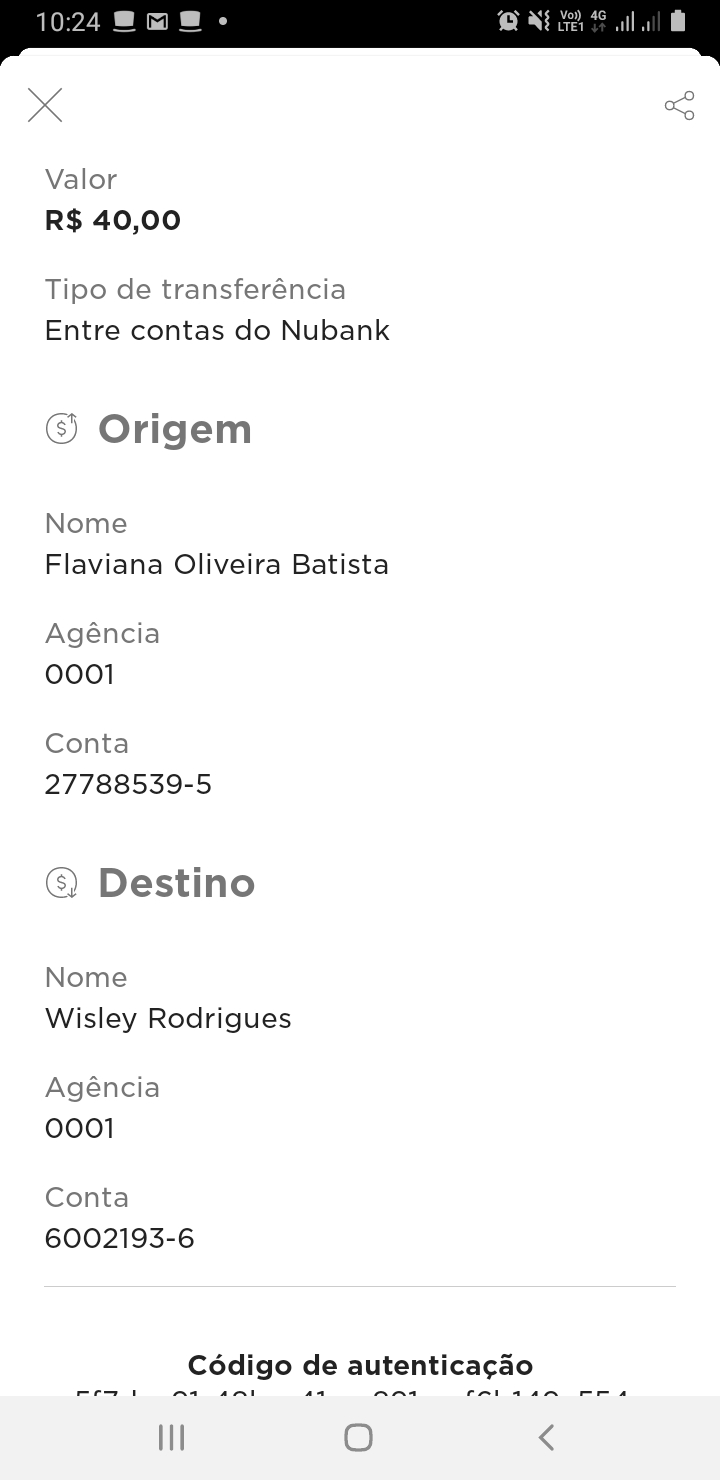 10:24
Vo)) 4G
LTE1
Valor
R$ 40,00
Tipo de transferência
Entre contas do Nubank
Origem
Nome
Flaviana Oliveira Batista
Agência
0001
Conta
27788539-5
Destino
Nome
Wisley Rodrigues
Agência
0001
Conta
6002193-6
Código de autenticação